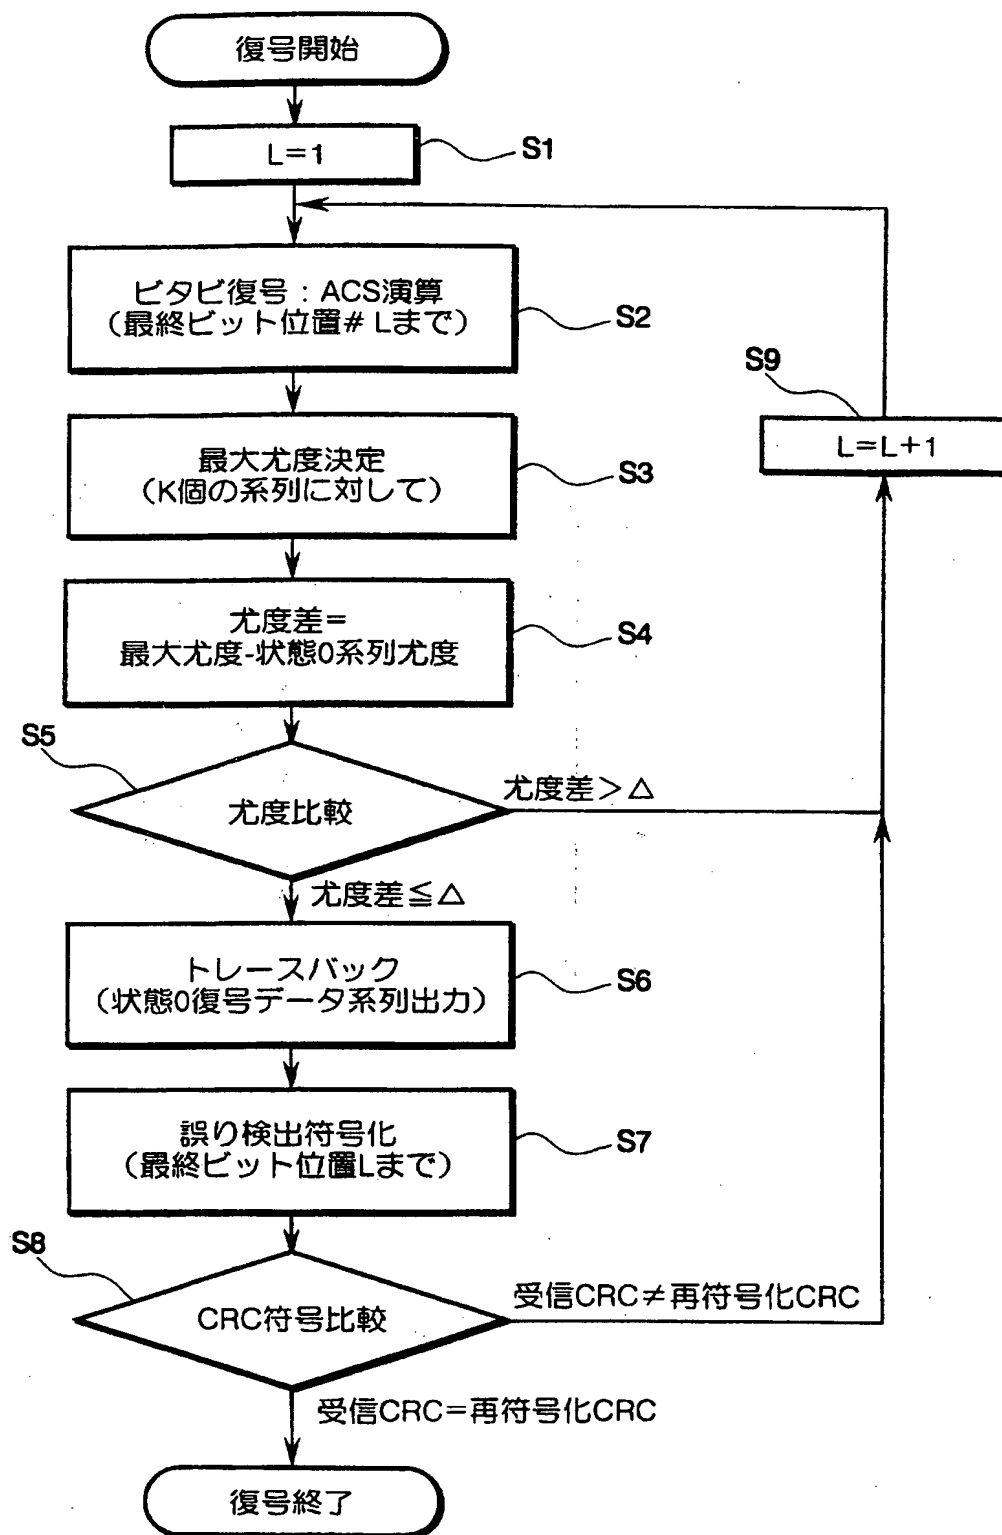 復号開始
L=1
S1
ビタビ復号：ACS演算
（最終ビット位置# Lまで）
S2
S9
L=L+1
最大尤度決定
（K個の系列に対して）
S3
尤度差=
最大尤度-状態0系列尤度
S4
S5
尤度比較
尤度差＞△
尤度差≦△
トレースバック
（状態0復号データ系列出力）
S6
誤り検出符号化
（最終ビット位置Lまで）
S7
S8
CRC符号比較
受信CRC≠再符号化CRC
受信CRC=再符号化CRC
復号終了